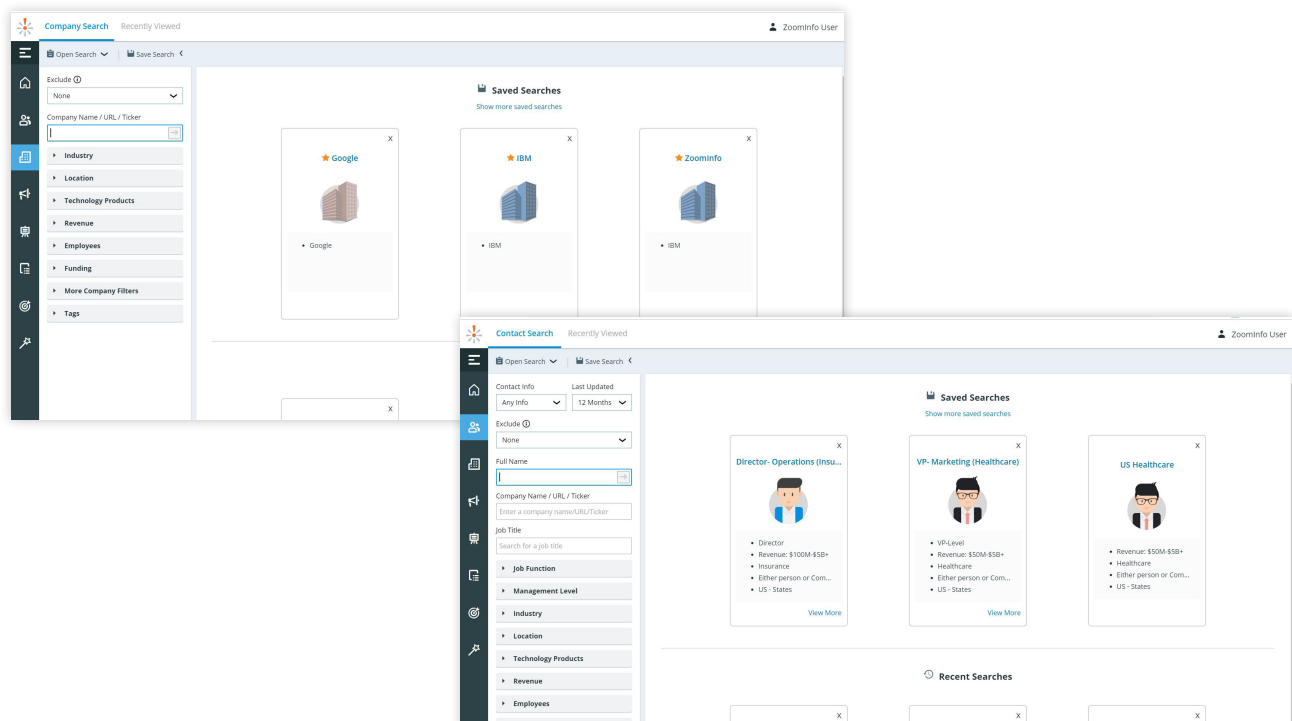 Company Search Recently Viewed
ZoomInfo User
Open Search Save Search
Exclude
None
Company Name / URL / Ticker
Industry
Location
Technology Products
Revenue
Employees
Funding
More Company Filters
Tags
Saved Searches
Show more saved searches
X
Google
Google
X
IBM
IBM
X
ZoomInfo
IBM
X
Contact Search Recently Viewed
ZoomInfo User
Open Search Save Search
Contact Info Last Updated
Any Info 12 Months
Exclude
None
Full Name
Company Name / URL / Ticker
Enter a company name/URL/Ticker
Job Title
Search for a job title
Job Function
Management Level
Industry
Location
Technology Products
Revenue
Employees
Saved Searches
Show more saved searches
X
Director- Operations (Insu...
• Director
• Revenue: $100M-$5B+
• Insurance
• Either person or Com...
• US - States
View More
X
VP- Marketing (Healthcare)
• VP-Level
• Revenue: $50M-$5B+
• Healthcare
• Either person or Com...
• US - States
View More
X
US Healthcare
• Revenue: $50M-$5B+
• Healthcare
• Either person or Com...
• US - States
Recent Searches
X X X